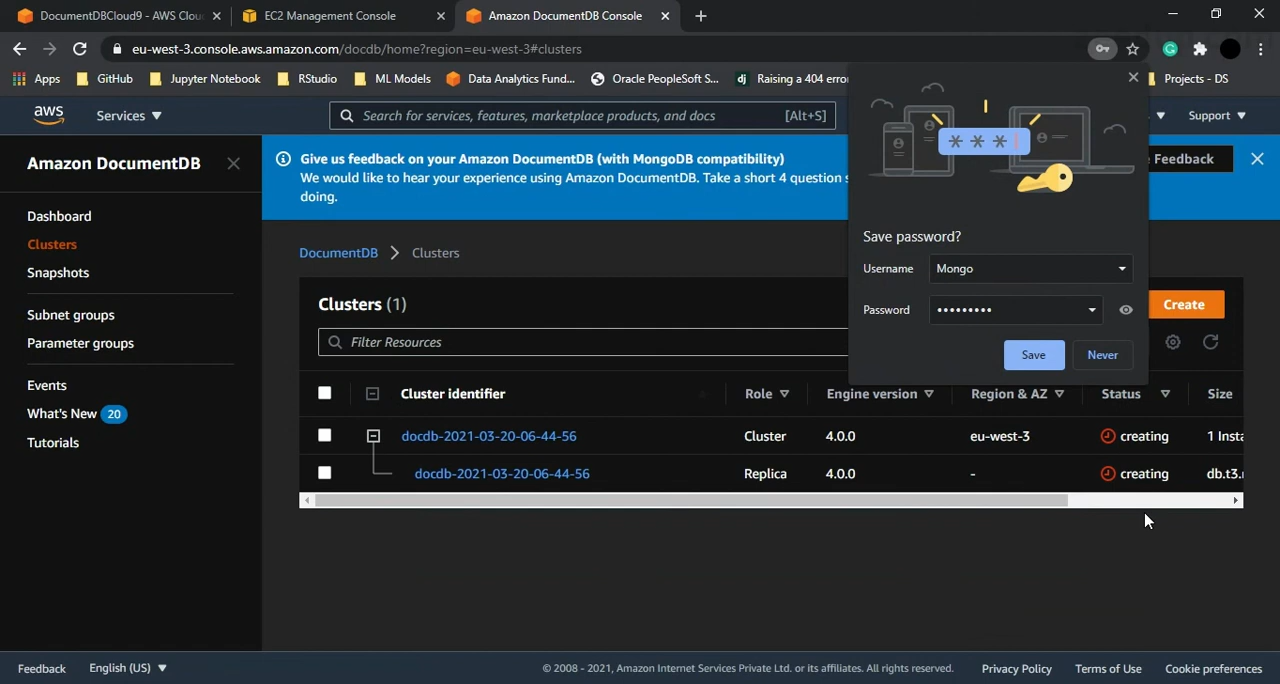 DocumentDBCloud9 - AWS Clou
EC2 Management Console
Amazon DocumentDB Console
eu-west-3.console.aws.amazon.com/docdb/home?region=eu-west-3#clusters
Apps
GitHub
Jupyter Notebook
RStudio
ML Models
Data Analytics Fund...
Oracle PeopleSoft S...
dj
Raising a 404 error
Projects - DS
aws
Services
Search for services, features, marketplace products, and docs
[Alt+S]
Support
Amazon DocumentDB
Give us feedback on your Amazon DocumentDB (with MongoDB compatibility)
We would like to hear your experience using Amazon DocumentDB. Take a short 4 question
doing.
Feedback
Dashboard
Clusters
Snapshots
Subnet groups
Parameter groups
Events
What's New 20
Tutorials
DocumentDB > Clusters
Save password?
Username
Mongo
Password
•••••••••
Save
Never
Clusters (1)
Create
Filter Resources
Cluster identifier
Role
Engine version
Region & AZ
Status
Size
docdb-2021-03-20-06-44-56
Cluster
4.0.0
eu-west-3
creating
1 Insta
docdb-2021-03-20-06-44-56
Replica
4.0.0
-
creating
db.t3.
Feedback
English (US)
© 2008 - 2021, Amazon Internet Services Private Ltd. or its affiliates. All rights reserved.
Privacy Policy
Terms of Use
Cookie preferences